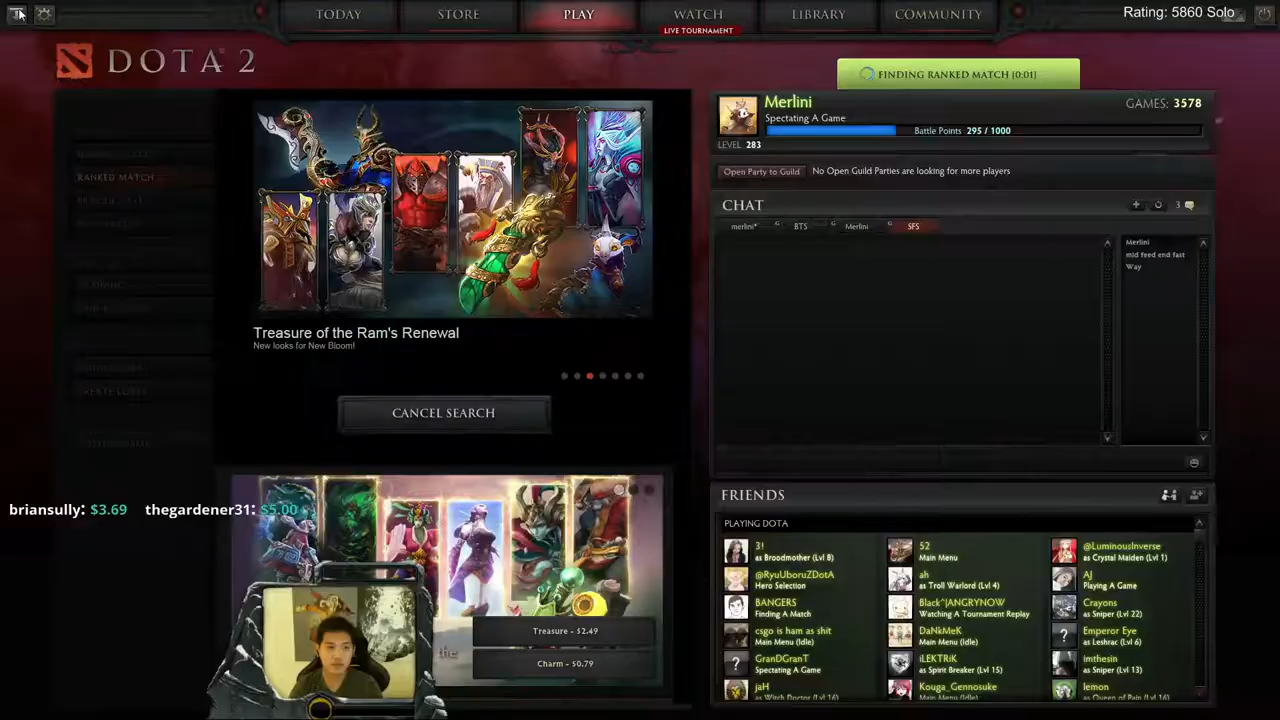 TODAY
STORE
PLAY
WATCH
LIVE TOURNAMENT
LIBRARY
COMMUNITY
Rating: 5860 Solo
DOTA 2
FINDING RANKED MATCH [0:01]
Merlini
Spectating A Game
GAMES: 3578
Battle Points 295 / 1000
LEVEL 283
Open Party to Guild
No Open Guild Parties are looking for more players
RANKED MATCH
Treasure of the Ram's Renewal
New looks for New Bloom!
CANCEL SEARCH
CHAT
3
merlini*
BTS
Merlini
SFS
Merlini
mid feed end fast
Way
briansully: $3.69 thegardener31: $5.00
the
Treasure - $2.49
Charm - $0.79
FRIENDS
PLAYING DOTA
3!
as Broodmother (Lvl 8)
52
Main Menu
@LuminousInverse
as Crystal Maiden (Lvl 1)
@RyuUboruZDotA
Hero Selection
ah
as Troll Warlord (Lvl 4)
AJ
Playing A Game
BANGERS
Finding A Match
Black^|ANGRYNOW
Watching A Tournament Replay
Crayons
as Sniper (Lvl 22)
csgo is ham as shit
Main Menu (Idle)
DaNkMeK
Main Menu (Idle)
Emperor Eye
as Leshrac (Lvl 6)
GranDGranT
Spectating A Game
iLEKTRiK
as Spirit Breaker (Lvl 15)
imthesin
as Sniper (Lvl 13)
jaH
as Witch Doctor (Lvl 16)
Kouga_Gennosuke
Main Menu (Idle)
lemon
as Queen of Pain (Lvl 16)